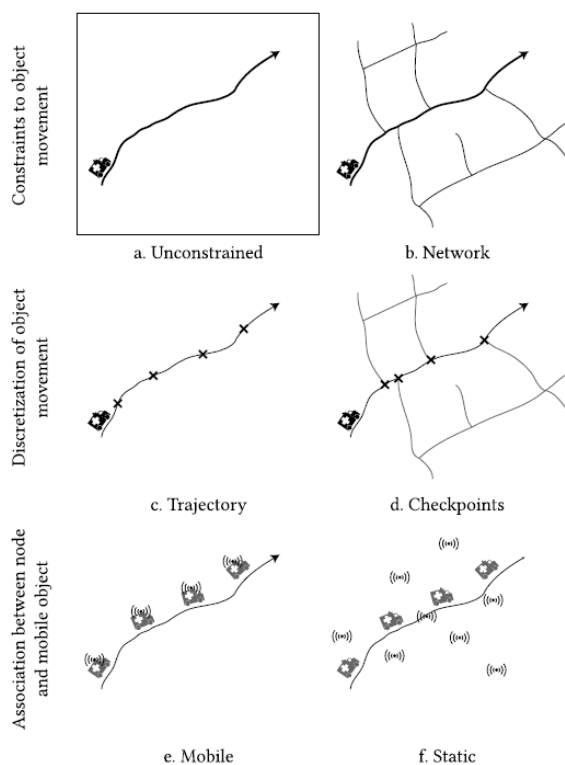 Constraints to object
movement
a. Unconstrained
b. Network
Discretization of object
movement
c. Trajectory
d. Checkpoints
Association between node
and mobile object
e. Mobile
f. Static